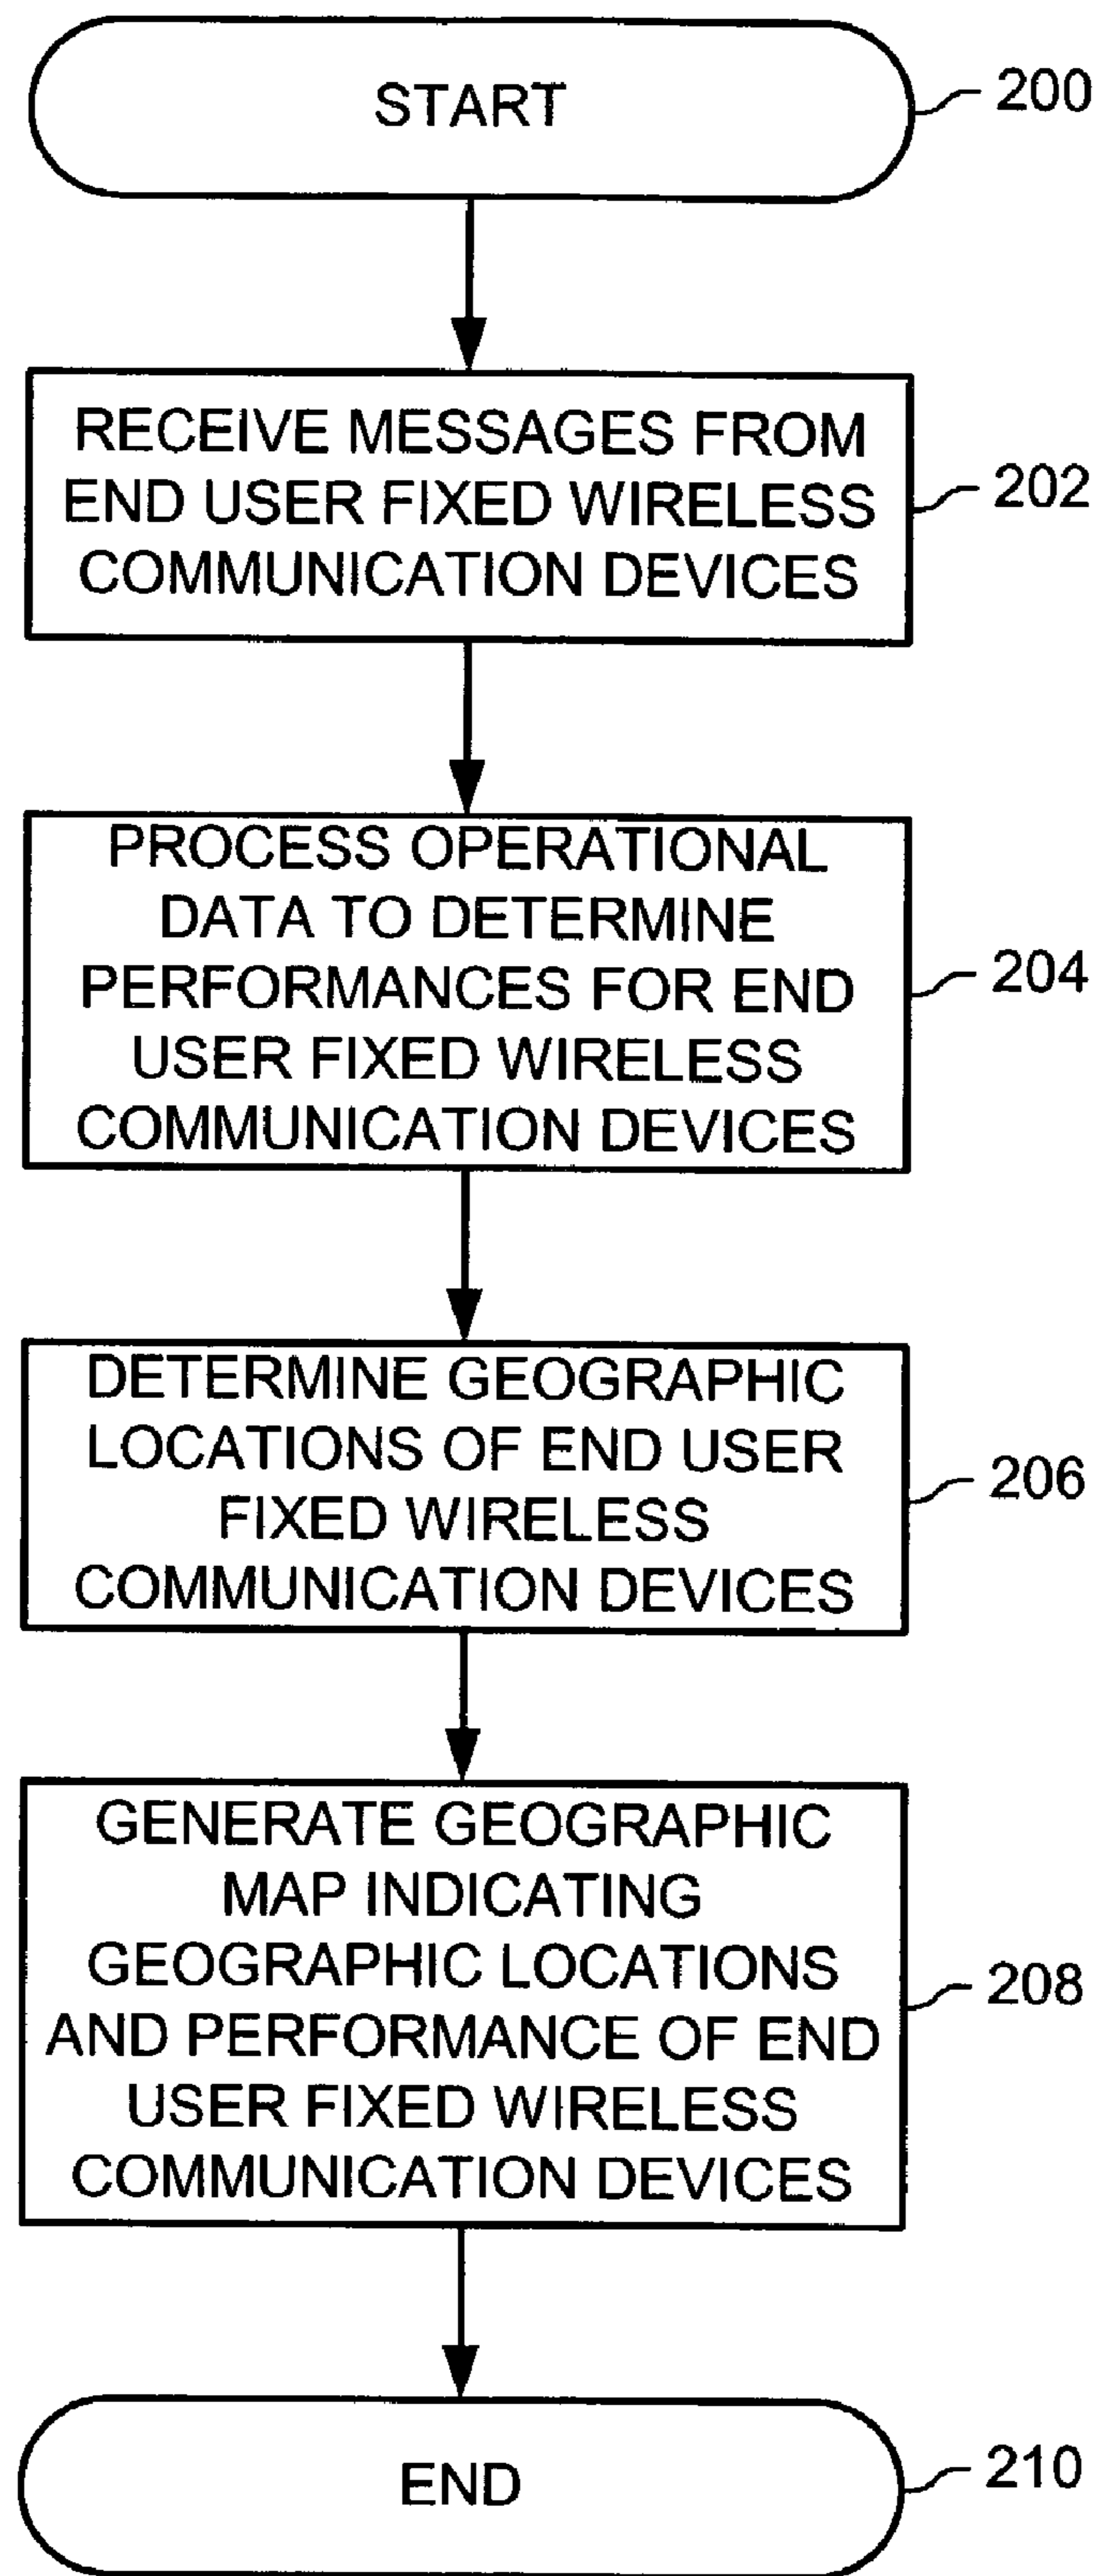 START
200
RECEIVE MESSAGES FROM
END USER FIXED WIRELESS
COMMUNICATION DEVICES
202
PROCESS OPERATIONAL
DATA TO DETERMINE
PERFORMANCES FOR END
USER FIXED WIRELESS
COMMUNICATION DEVICES
204
DETERMINE GEOGRAPHIC
LOCATIONS OF END USER
FIXED WIRELESS
COMMUNICATION DEVICES
206
GENERATE GEOGRAPHIC
MAP INDICATING
GEOGRAPHIC LOCATIONS
AND PERFORMANCE OF END
USER FIXED WIRELESS
COMMUNICATION DEVICES
208
END
210